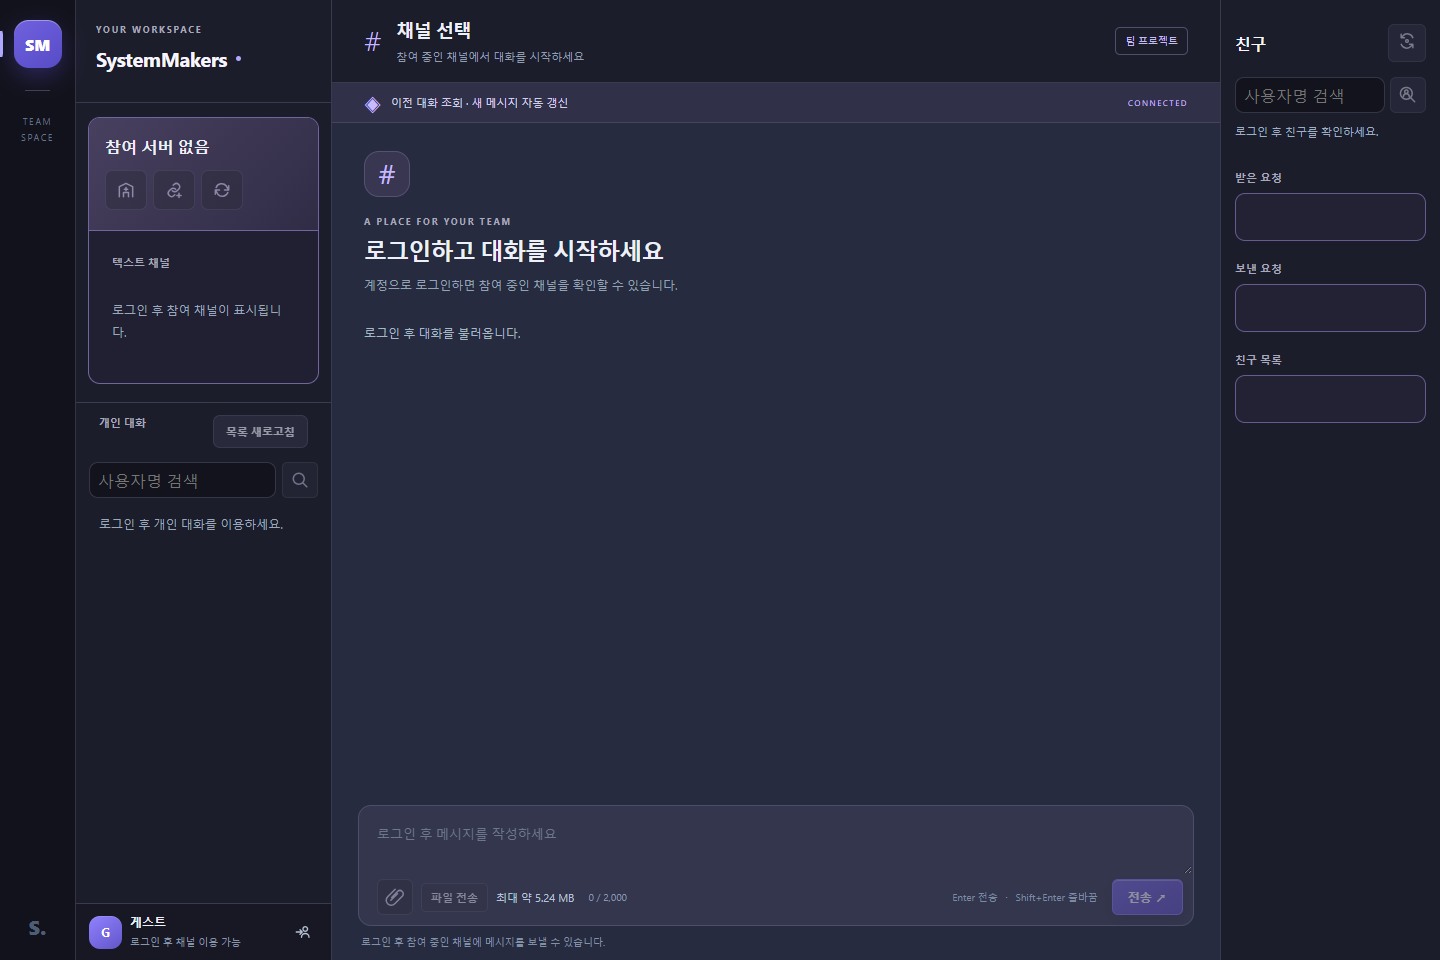 SM
TEAM
SPACE
S.
YOUR WORKSPACE
SystemMakers
참여 서버 없음
텍스트 채널
로그인 후 참여 채널이 표시됩니
다.
개인 대화
목록 새로고침
사용자명 검색
로그인 후 개인 대화를 이용하세요.
G
게스트
로그인 후 채널 이용 가능
# 채널 선택
참여 중인 채널에서 대화를 시작하세요
팀 프로젝트
이전 대화 조회 · 새 메시지 자동 갱신
CONNECTED
#
A PLACE FOR YOUR TEAM
로그인하고 대화를 시작하세요
계정으로 로그인하면 참여 중인 채널을 확인할 수 있습니다.
로그인 후 대화를 불러옵니다.
로그인 후 메시지를 작성하세요
파일 전송 최대 약 5.24 MB 0 / 2,000
Enter 전송 · Shift+Enter 줄바꿈
전송 ↗
로그인 후 참여 중인 채널에 메시지를 보낼 수 있습니다.
친구
사용자명 검색
로그인 후 친구를 확인하세요.
받은 요청
보낸 요청
친구 목록